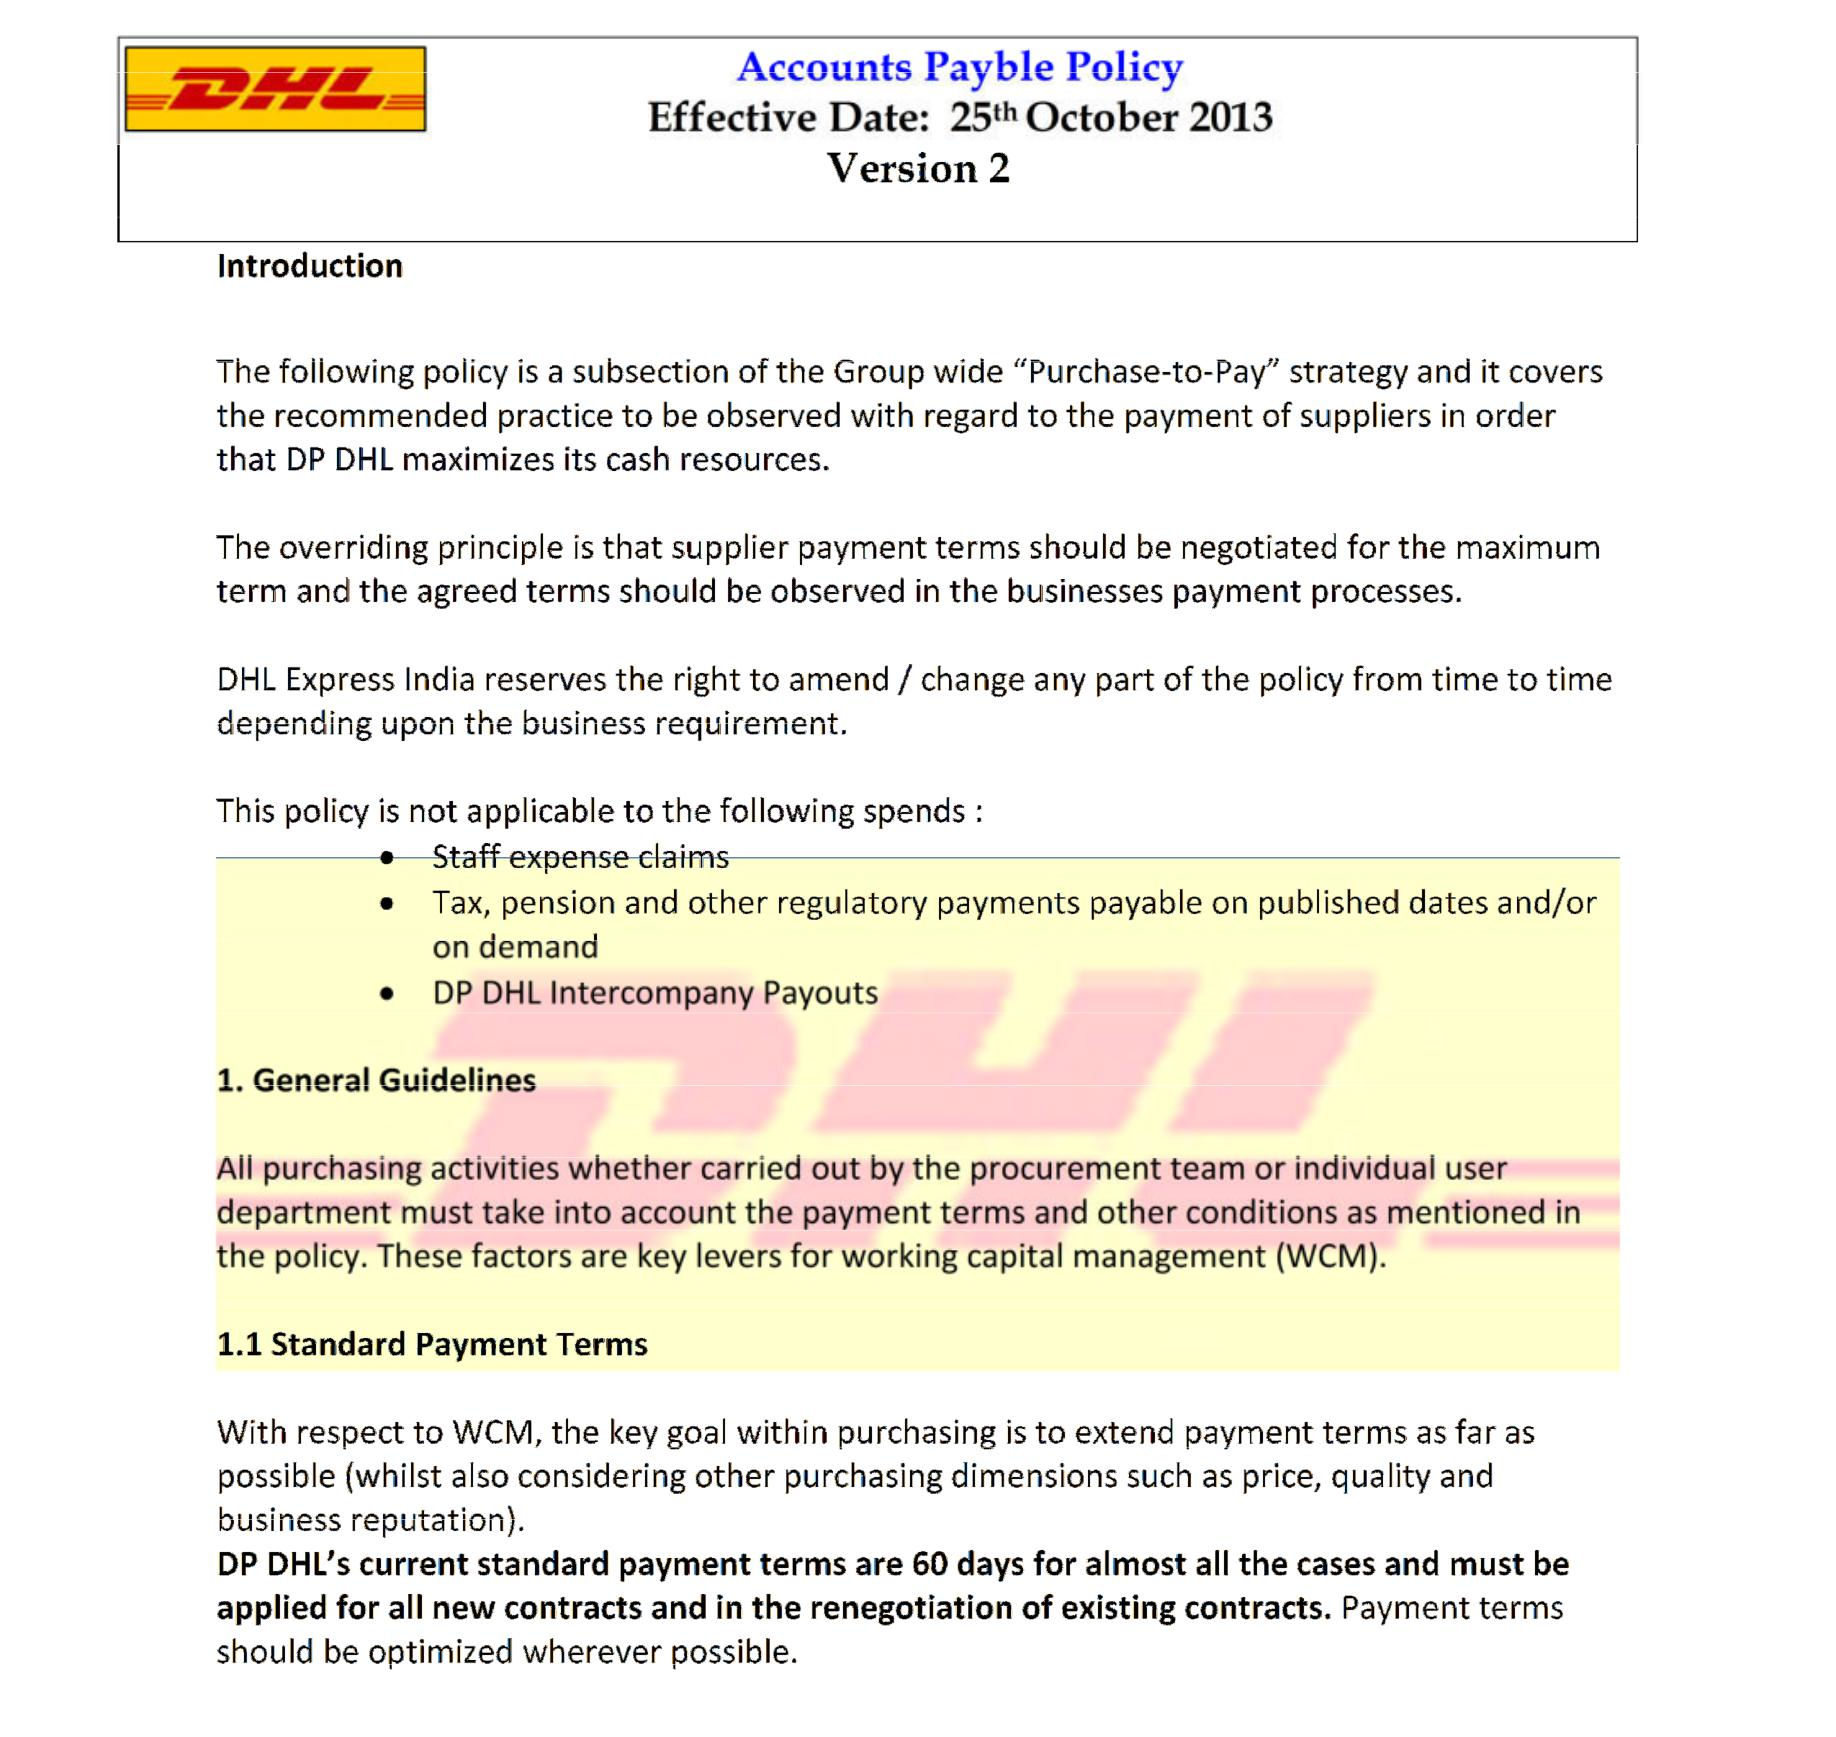 DHL
Accounts Payble Policy
Effective Date: 25th October 2013
Version 2
Introduction
The following policy is a subsection of the Group wide “Purchase-to-Pay” strategy and it covers
the recommended practice to be observed with regard to the payment of suppliers in order
that DP DHL maximizes its cash resources.
The overriding principle is that supplier payment terms should be negotiated for the maximum
term and the agreed terms should be observed in the businesses payment processes.
DHL Express India reserves the right to amend / change any part of the policy from time to time
depending upon the business requirement.
This policy is not applicable to the following spends :
• Staff expense claims
• Tax, pension and other regulatory payments payable on published dates and/or
on demand
• DP DHL Intercompany Payouts
1. General Guidelines
All purchasing activities whether carried out by the procurement team or individual user
department must take into account the payment terms and other conditions as mentioned in
the policy. These factors are key levers for working capital management (WCM).
1.1 Standard Payment Terms
With respect to WCM, the key goal within purchasing is to extend payment terms as far as
possible (whilst also considering other purchasing dimensions such as price, quality and
business reputation).
DP DHL’s current standard payment terms are 60 days for almost all the cases and must be
applied for all new contracts and in the renegotiation of existing contracts. Payment terms
should be optimized wherever possible.
DHL